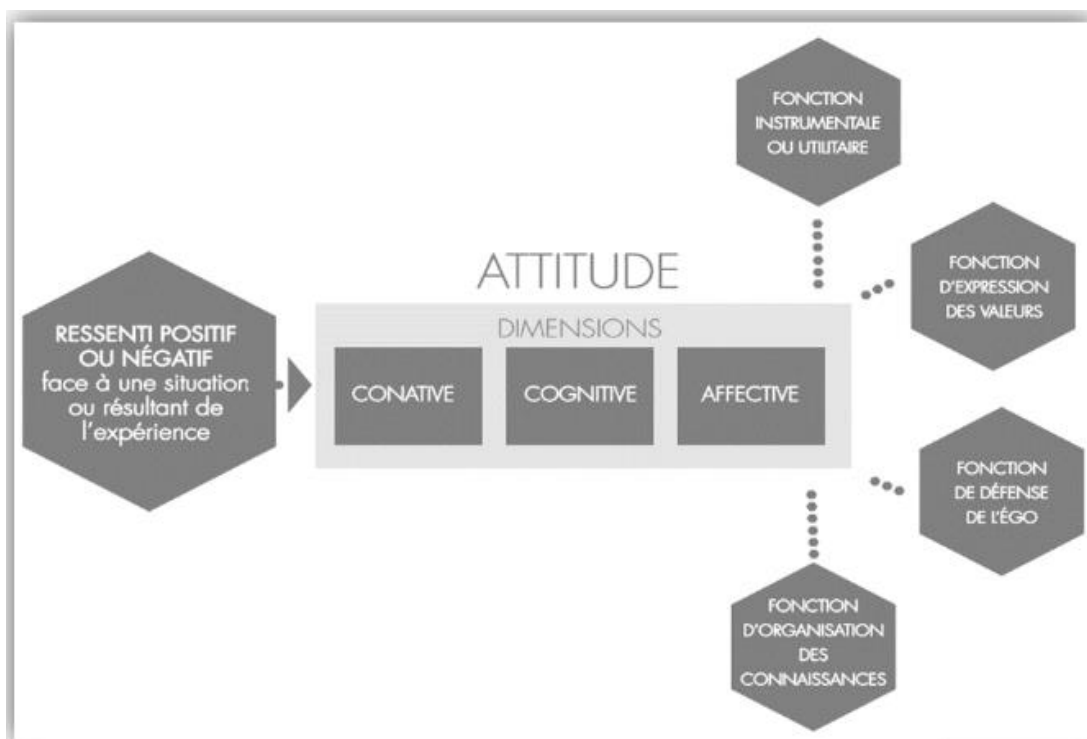 RESSENTI POSITIF
OU NÉGATIF
face à une situation
ou résultant de
l'expérience
ATTITUDE
DIMENSIONS
CONATIVE
COGNITIVE
AFFECTIVE
FONCTION
INSTRUMENTALE
OU UTILITAIRE
FONCTION
D'EXPRESSION
DES VALEURS
FONCTION
DE DÉFENSE
DE L'ÉGO
FONCTION
D'ORGANISATION
DES
CONNAISSANCES